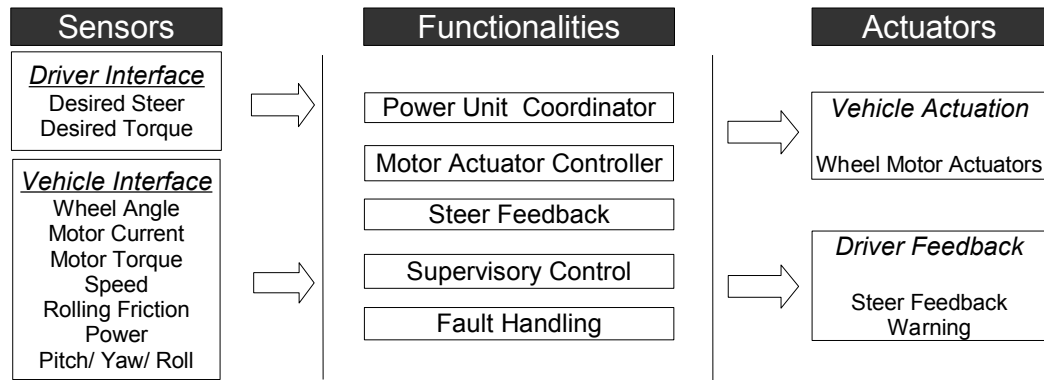 Sensors
Driver Interface
Desired Steer
Desired Torque
Vehicle Interface
Wheel Angle
Motor Current
Motor Torque
Speed
Rolling Friction
Power
Pitch/ Yaw/ Roll
Functionalities
Power Unit Coordinator
Motor Actuator Controller
Steer Feedback
Supervisory Control
Fault Handling
Actuators
Vehicle Actuation
Wheel Motor Actuators
Driver Feedback
Steer Feedback
Warning